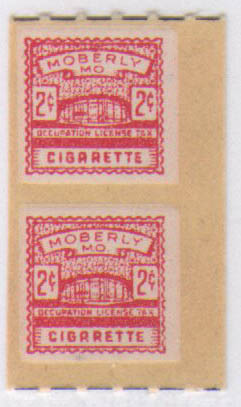 MOBERLY
MO.
2¢ 2¢
OCCUPATION LICENSE TAX
CIGARETTE
MOBERLY
MO.
2¢ 2¢
OCCUPATION LICENSE TAX
CIGARETTE